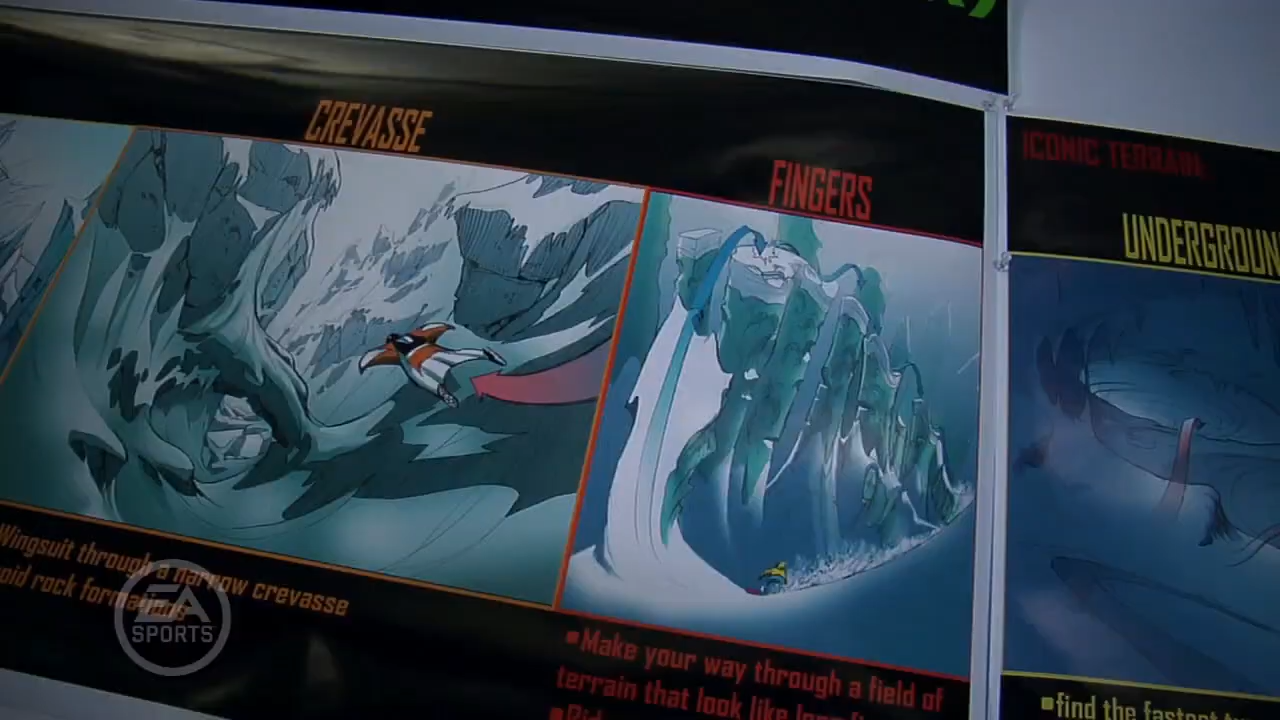 CREVASSE
FINGERS
ICONIC TERRAIN
UNDERGROUN
Wingsuit through a narrow crevasse
oid rock formations
▪Make your way through a field of
terrain that look like
▪find the fastest
EA
SPORTS